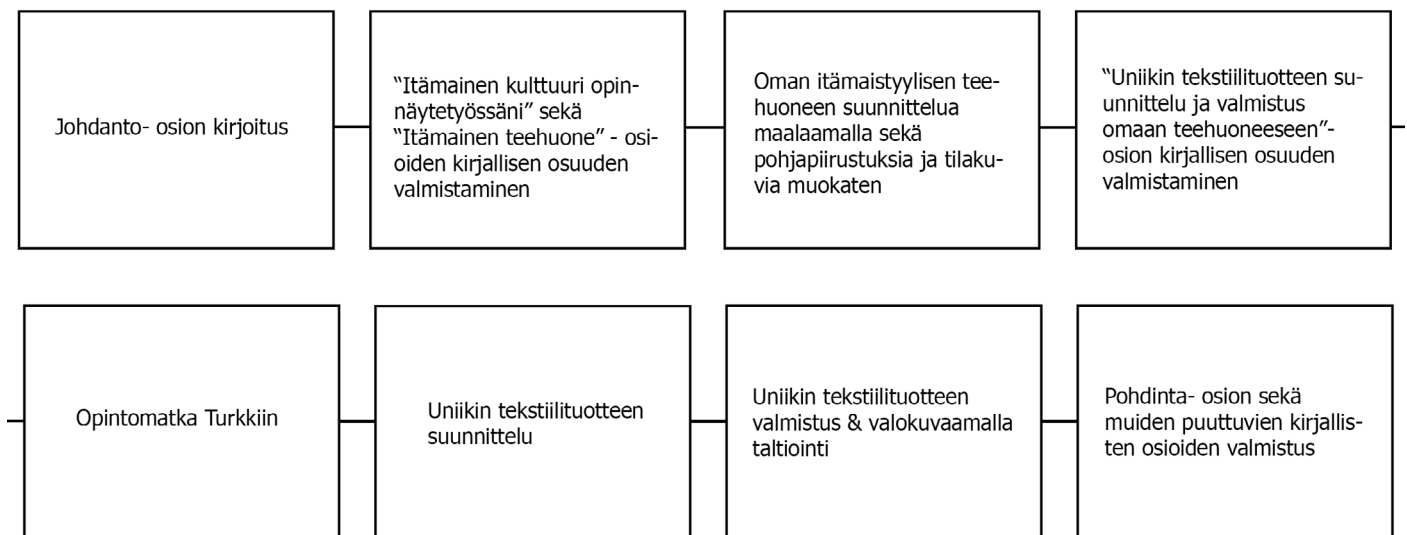 Johdanto- osion kirjoitus
“Itämainen kulttuuri opin-
näytetyössäni” sekä
“Itämainen teehuone” - osi-
oiden kirjallisen osuuden
valmistaminen
Oman itämaistyylisen tee-
huoneen suunnittelua
maalaamalla sekä
pohjapiirustuksia ja tilaku-
via muokaten
“Uniikin tekstiilituotteen su-
unnittelu ja valmistus
omaan teehuoneeseen”-
osion kirjallisen osuuden
valmistaminen
Opintomatka Turkkiin
Uniikin tekstiilituotteen
suunnittelu
Uniikin tekstiilituotteen
valmistus & valokuvaamalla
taltiointi
Pohdinta- osion sekä
muiden puuttuvien kirjallis-
ten osioiden valmistus